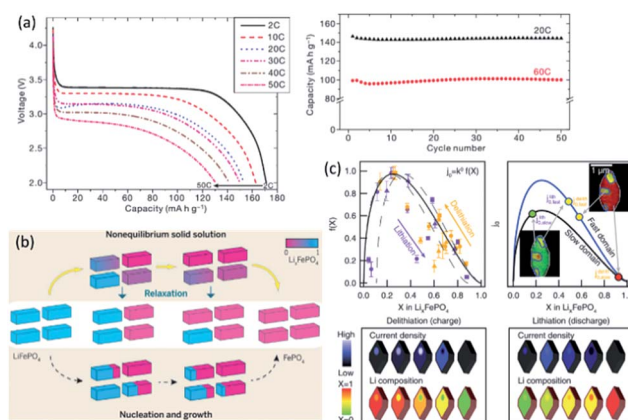 (a)
Voltage (V)
4.0
3.5
3.0
2.5
2.0
2C
10C
20C
30C
40C
50C
50C
2C
0 20 40 60 80 100 120 140 160 180
Capacity (mA h g⁻¹)
Capacity (mA h g⁻¹)
160
140
120
100
80
20C
60C
0 10 20 30 40 50
Cycle number
(b)
Nonequilibrium solid solution
LiₓFePO₄
Relaxation
LiFePO₄
FePO₄
Nucleation and growth
(c)
f(X)
1.0
0.8
0.6
0.4
0.2
0.0
j₀=k⁰ f(X)
Lithiation
Delithiation
0.0 0.2 0.4 0.6 0.8 1.0
X in LiₓFePO₄
Delithiation (charge)
High
Low
Current density
X=1
X=0
Li composition
j₀
1 μm
Fast domain
Slow domain
0.0 0.2 0.4 0.6 0.8 1.0
X in LiₓFePO₄
Lithiation (discharge)
Current density
Li composition